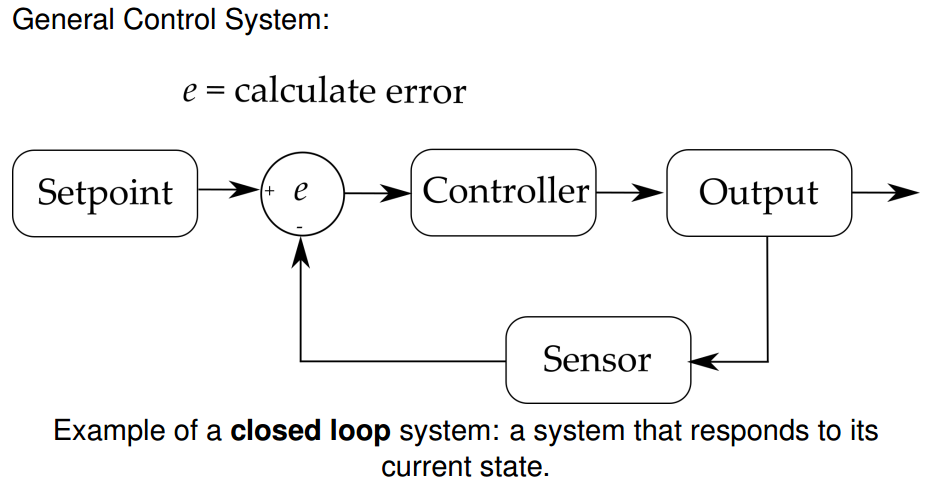 General Control System:
e = calculate error
Setpoint
+
e
-
Controller
Output
Sensor
Example of a closed loop system: a system that responds to its
current state.